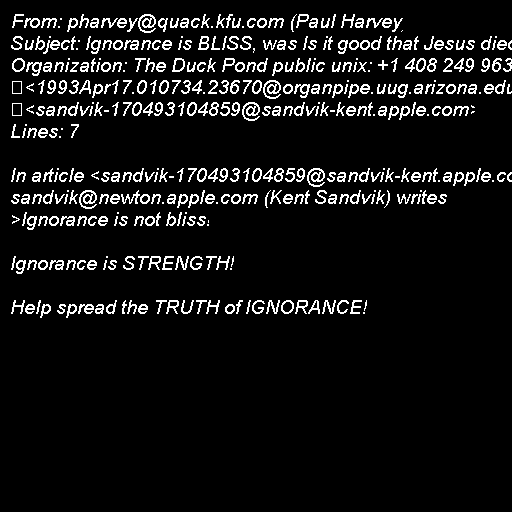 From: pharvey@quack.kfu.com (Paul Harvey)
Subject: Ignorance is BLISS, was Is it good that Jesus died
Organization: The Duck Pond public unix: +1 408 249 963
<1993Apr17.010734.23670@organpipe.uug.arizona.edu
<sandvik-170493104859@sandvik-kent.apple.com>
Lines: 7

In article <sandvik-170493104859@sandvik-kent.apple.co
sandvik@newton.apple.com (Kent Sandvik) writes
>Ignorance is not bliss!

Ignorance is STRENGTH!

Help spread the TRUTH of IGNORANCE!